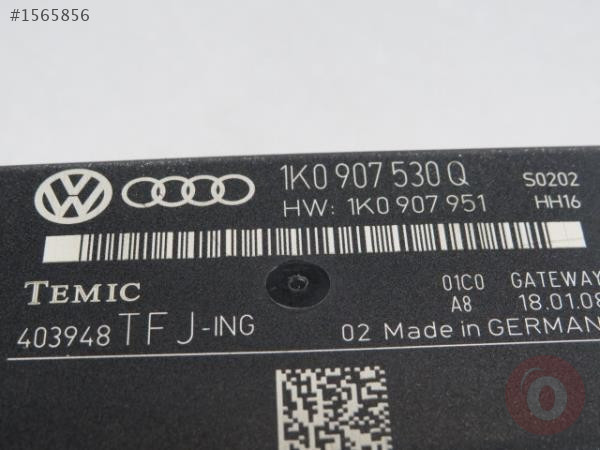 #1565856
1K0 907 530 Q S0202
HW: 1K0 907 951 HH16
TEMIC 01C0 GATEWAY
A8 18.01.08
403948 TFJ-ING 02 Made in GERMAN